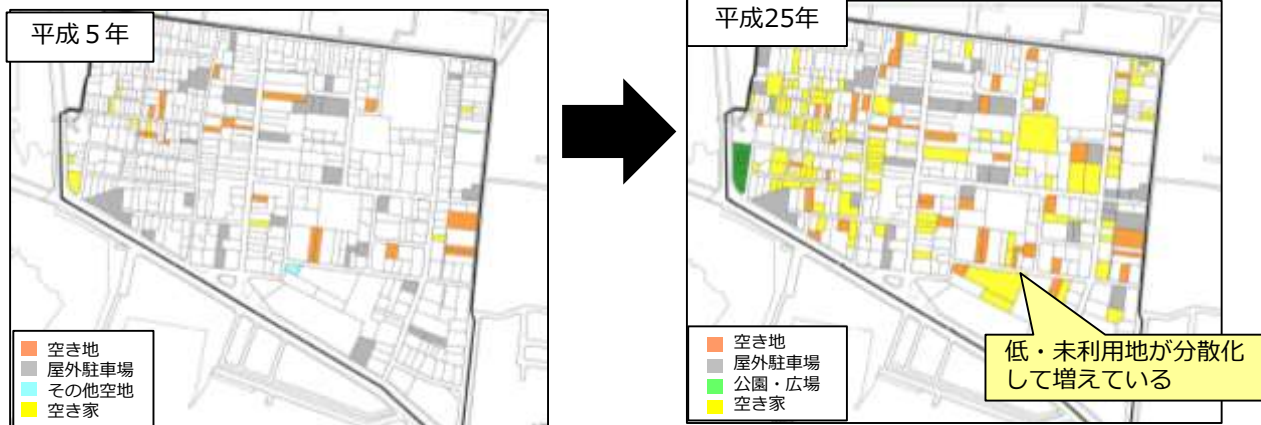 平成５年
空き地
屋外駐車場
その他空地
空き家
平成25年
空き地
屋外駐車場
公園・広場
空き家
低・未利用地が分散化
して増えている